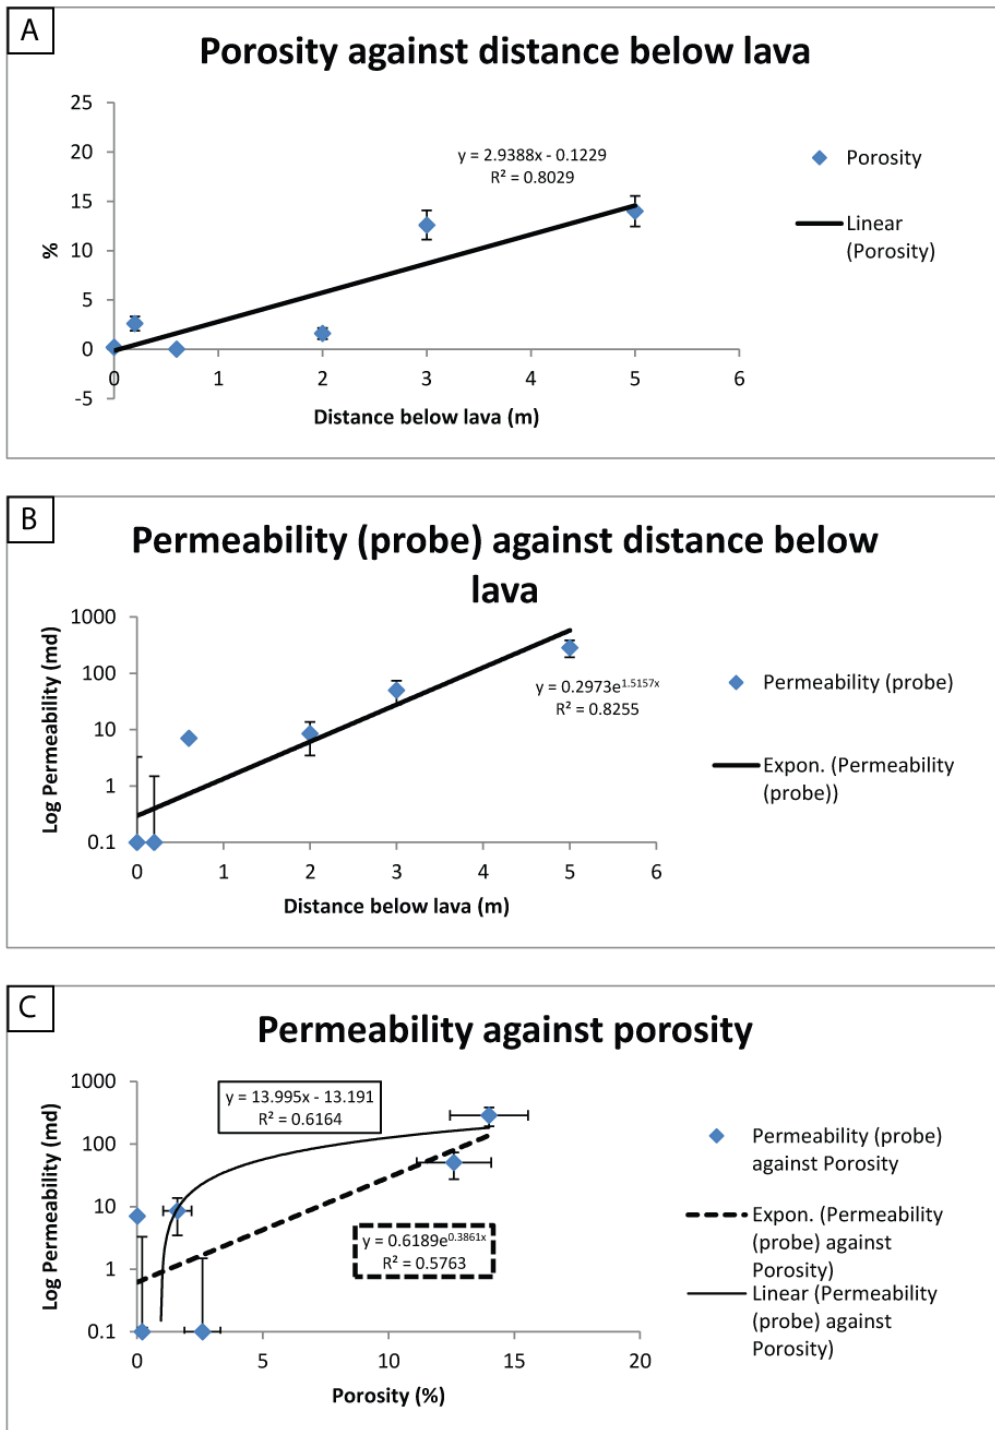 A
Porosity against distance below lava
25
20
15
10
5
0
-5
%
0 1 2 3 4 5 6
Distance below lava (m)
y = 2.9388x - 0.1229
R² = 0.8029
Porosity
Linear
(Porosity)
B
Permeability (probe) against distance below
lava
Log Permeability (md)
1000
100
10
1
0.1
0 1 2 3 4 5 6
Distance below lava (m)
y = 0.2973e^1.5157x
R² = 0.8255
Permeability (probe)
Expon. (Permeability
(probe))
C
Permeability against porosity
Log Permeability (md)
1000
100
10
1
0.1
0 5 10 15 20
Porosity (%)
y = 13.995x - 13.191
R² = 0.6164
y = 0.6189e^0.3861x
R² = 0.5763
Permeability (probe)
against Porosity
Expon. (Permeability
(probe) against
Porosity)
Linear (Permeability
(probe) against
Porosity)